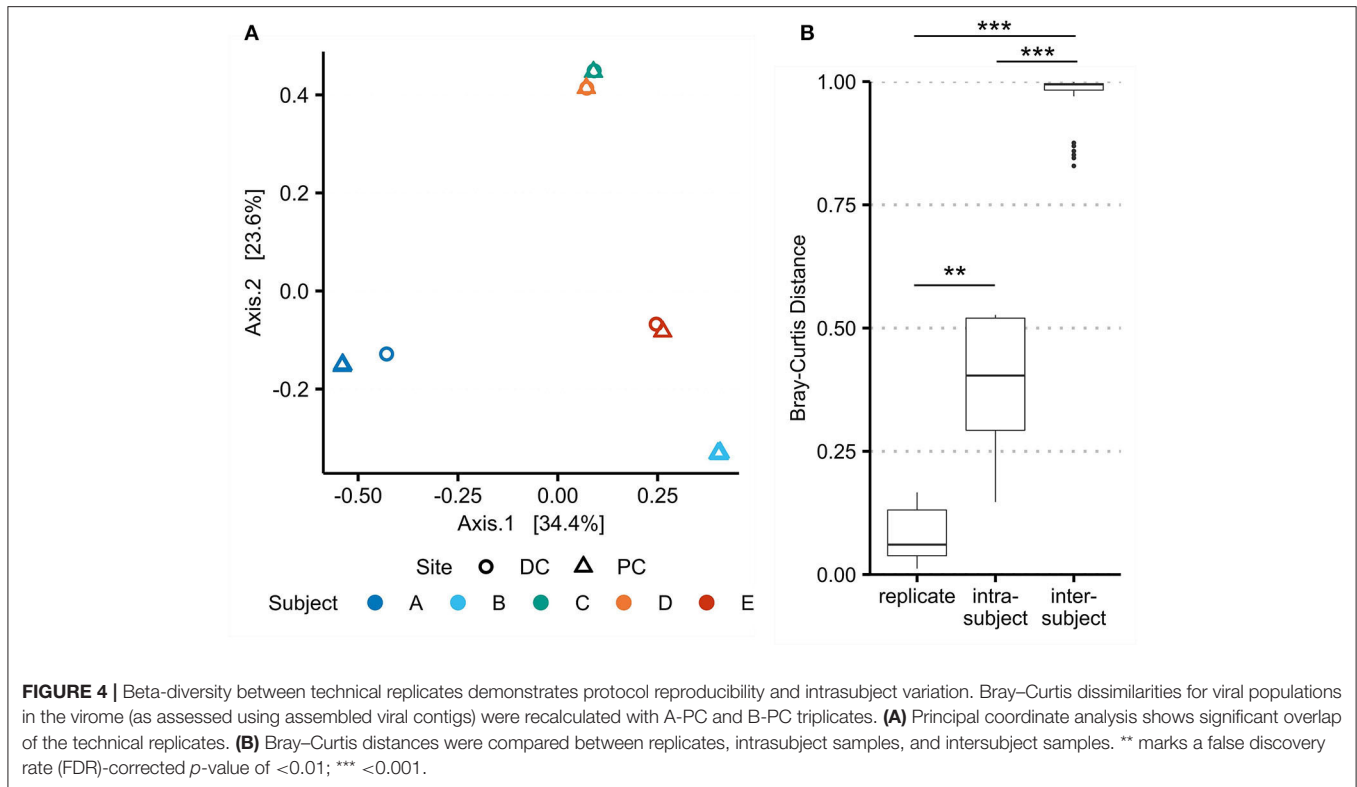 A
B
***
***
**
0.4
0.2
0.0
-0.2
Axis.2 [23.6%]
-0.50 -0.25 0.00 0.25
Axis.1 [34.4%]
Site DC PC
Subject A B C D E
1.00
0.75
0.50
0.25
0.00
Bray-Curtis Distance
replicate intra- inter-
subject subject
FIGURE 4 | Beta-diversity between technical replicates demonstrates protocol reproducibility and intrasubject variation. Bray–Curtis dissimilarities for viral populations
in the virome (as assessed using assembled viral contigs) were recalculated with A-PC and B-PC triplicates. (A) Principal coordinate analysis shows significant overlap
of the technical replicates. (B) Bray–Curtis distances were compared between replicates, intrasubject samples, and intersubject samples. ** marks a false discovery
rate (FDR)-corrected p-value of <0.01; *** <0.001.